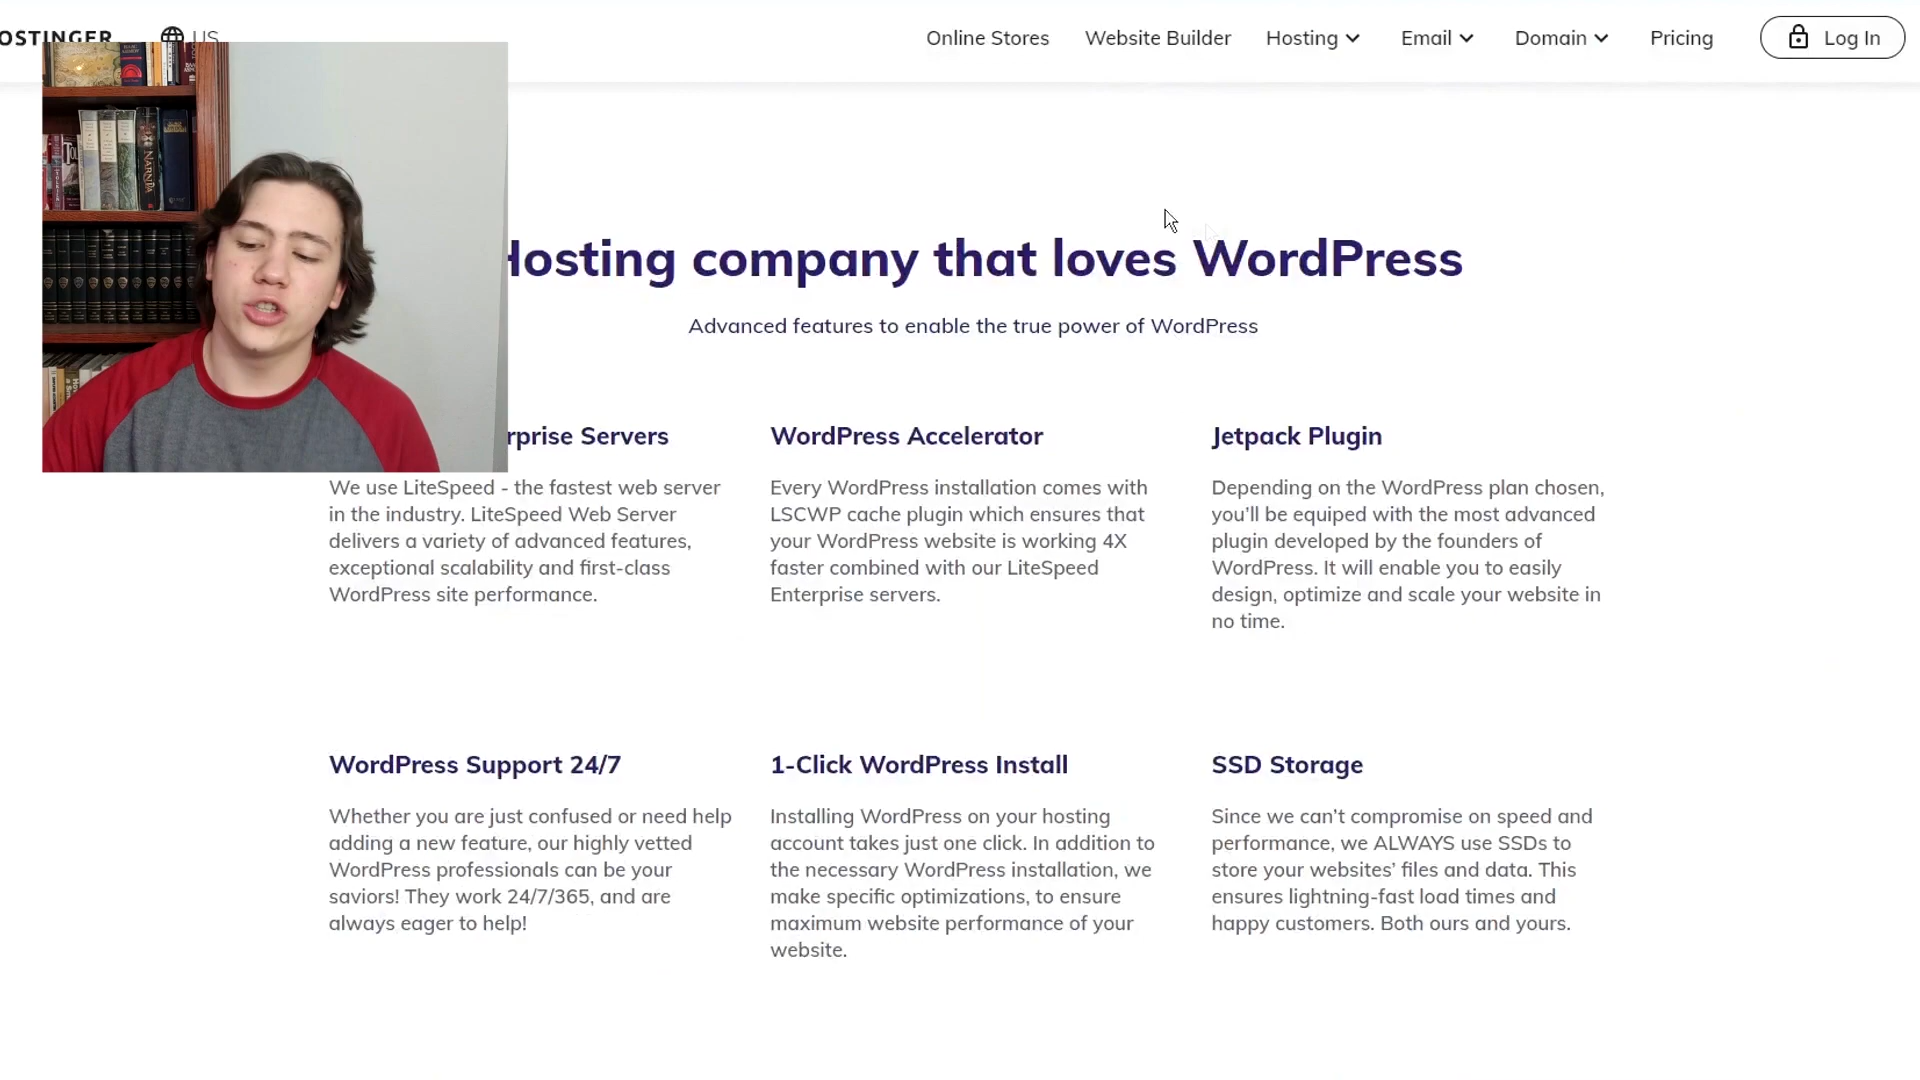 OSTINGER
US
Online Stores
Website Builder
Hosting
Email
Domain
Pricing
Log In
NARNIA
Hosting company that loves WordPress
Advanced features to enable the true power of WordPress
rprise Servers
We use LiteSpeed - the fastest web server
in the industry. LiteSpeed Web Server
delivers a variety of advanced features,
exceptional scalability and first-class
WordPress site performance.
WordPress Accelerator
Every WordPress installation comes with
LSCWP cache plugin which ensures that
your WordPress website is working 4X
faster combined with our LiteSpeed
Enterprise servers.
Jetpack Plugin
Depending on the WordPress plan chosen,
you’ll be equiped with the most advanced
plugin developed by the founders of
WordPress. It will enable you to easily
design, optimize and scale your website in
no time.
WordPress Support 24/7
Whether you are just confused or need help
adding a new feature, our highly vetted
WordPress professionals can be your
saviors! They work 24/7/365, and are
always eager to help!
1-Click WordPress Install
Installing WordPress on your hosting
account takes just one click. In addition to
the necessary WordPress installation, we
make specific optimizations, to ensure
maximum website performance of your
website.
SSD Storage
Since we can’t compromise on speed and
performance, we ALWAYS use SSDs to
store your websites’ files and data. This
ensures lightning-fast load times and
happy customers. Both ours and yours.